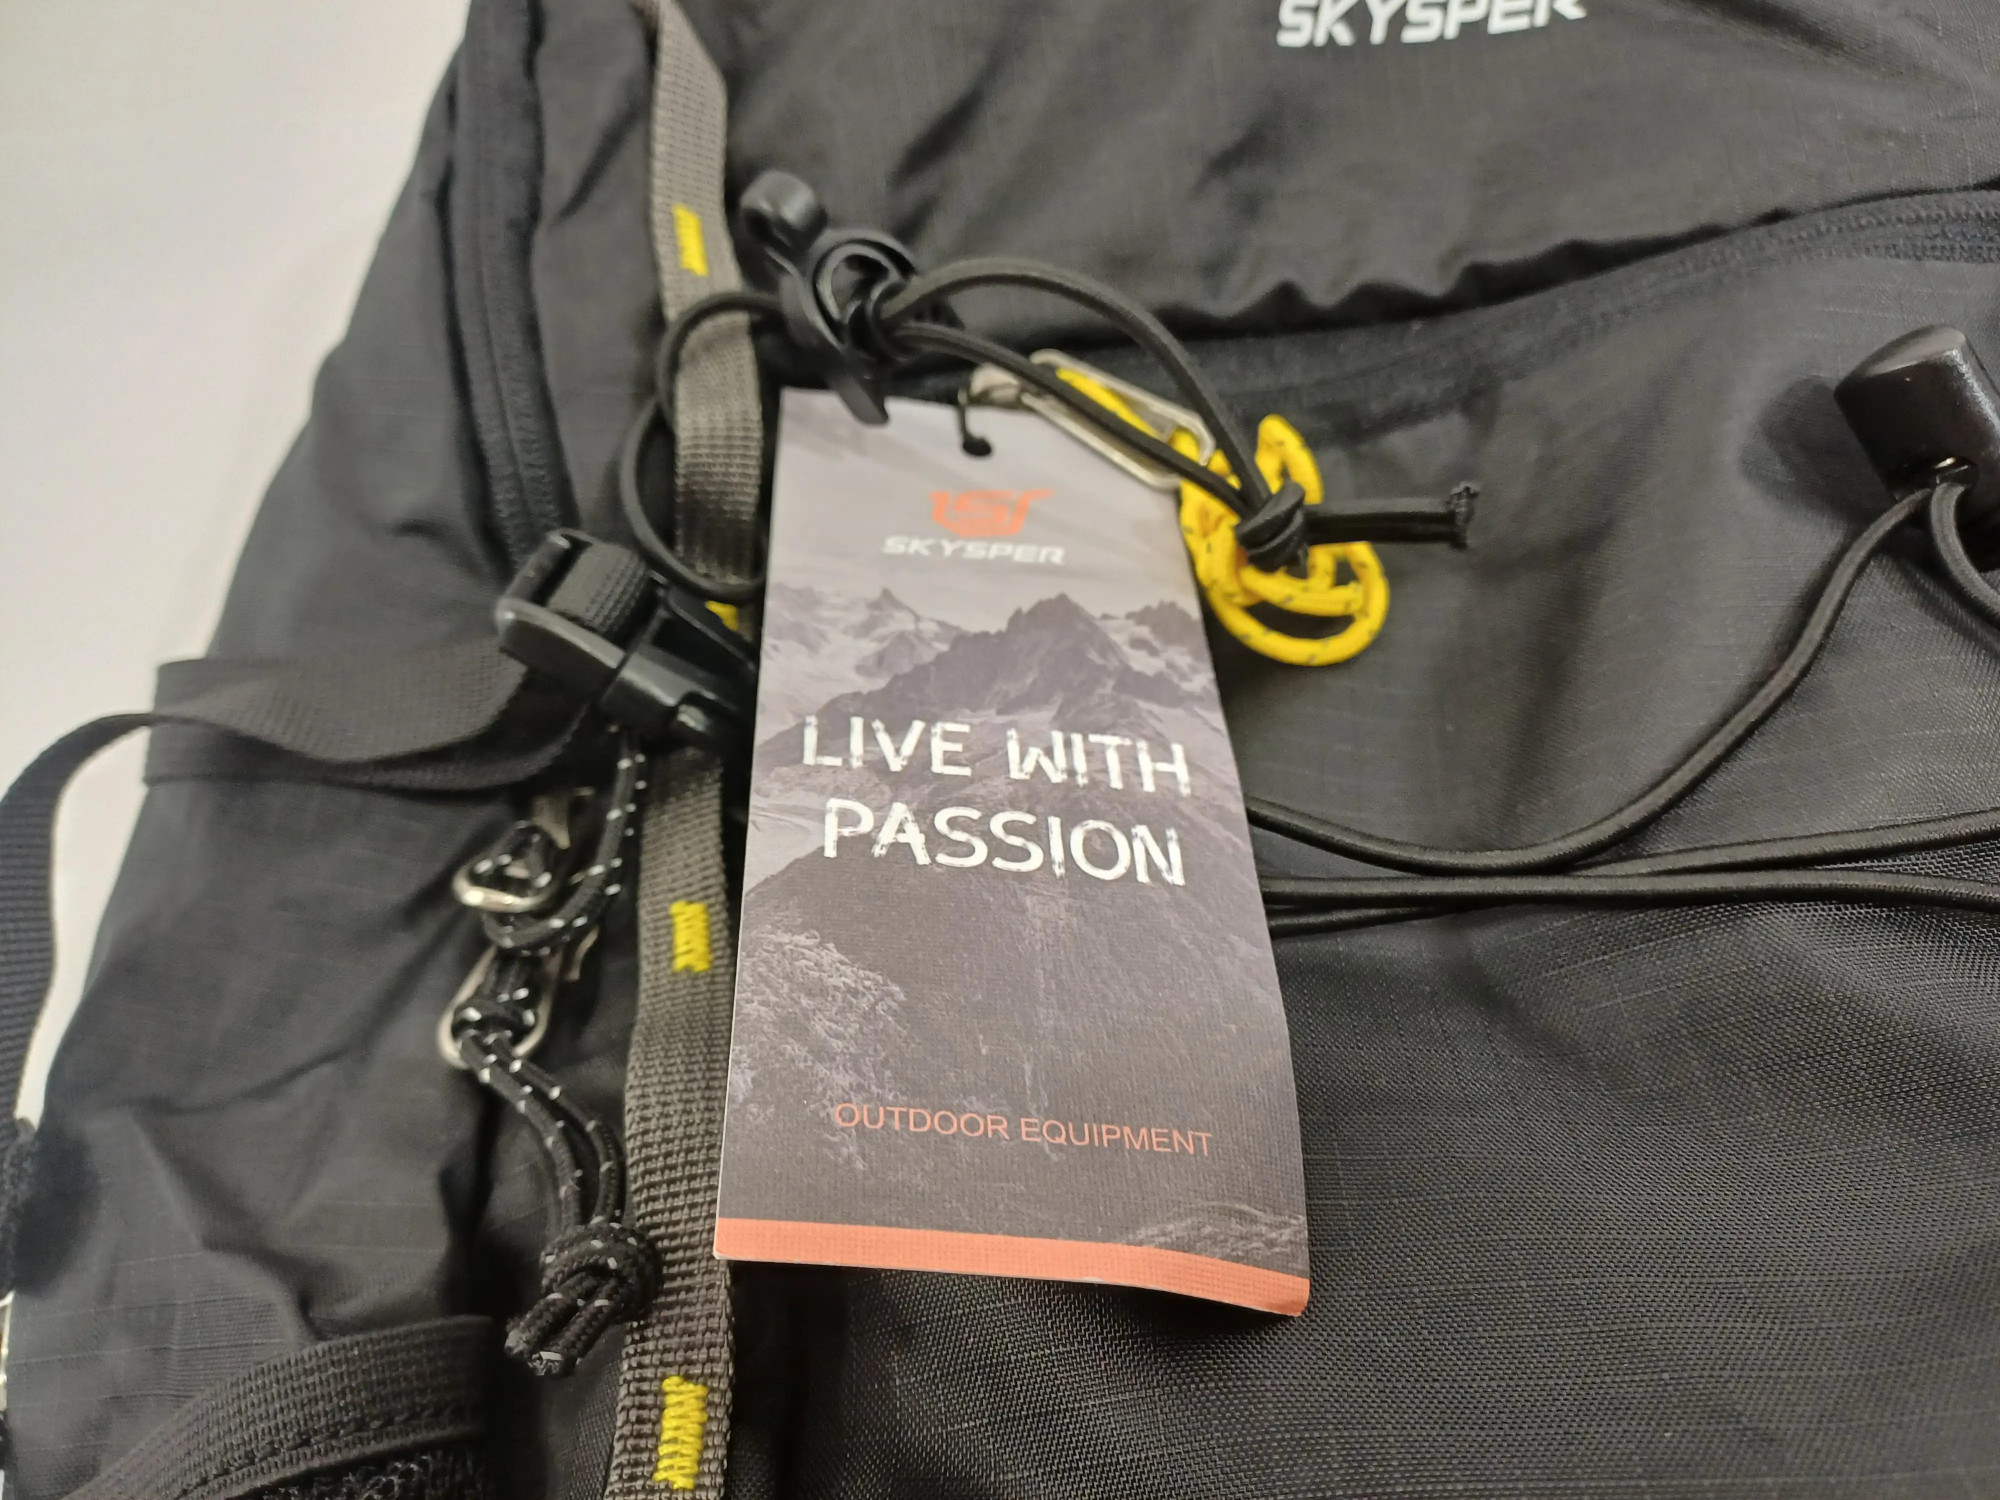 SKYSPER
SKYSPER
LIVE WITH
PASSION
OUTDOOR EQUIPMENT